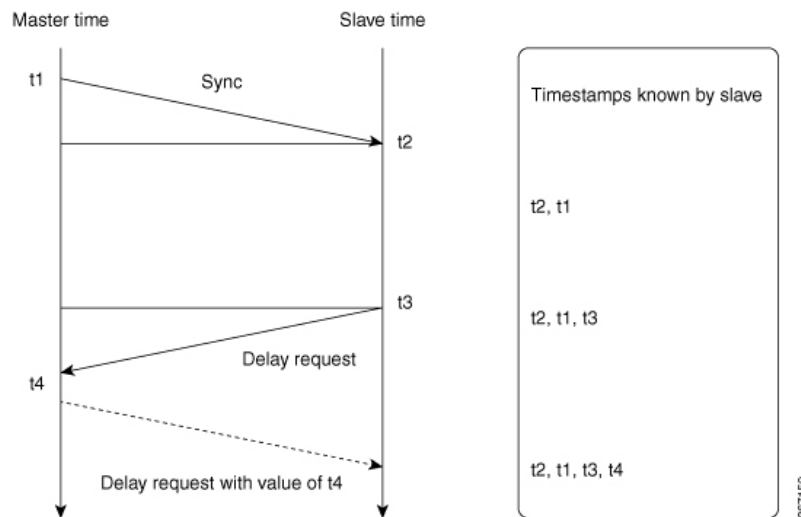 Master time
Slave time
t1
Sync
Timestamps known by slave
t2
t2, t1
t3
t2, t1, t3
Delay request
t4
t2, t1, t3, t4
Delay request with value of t4